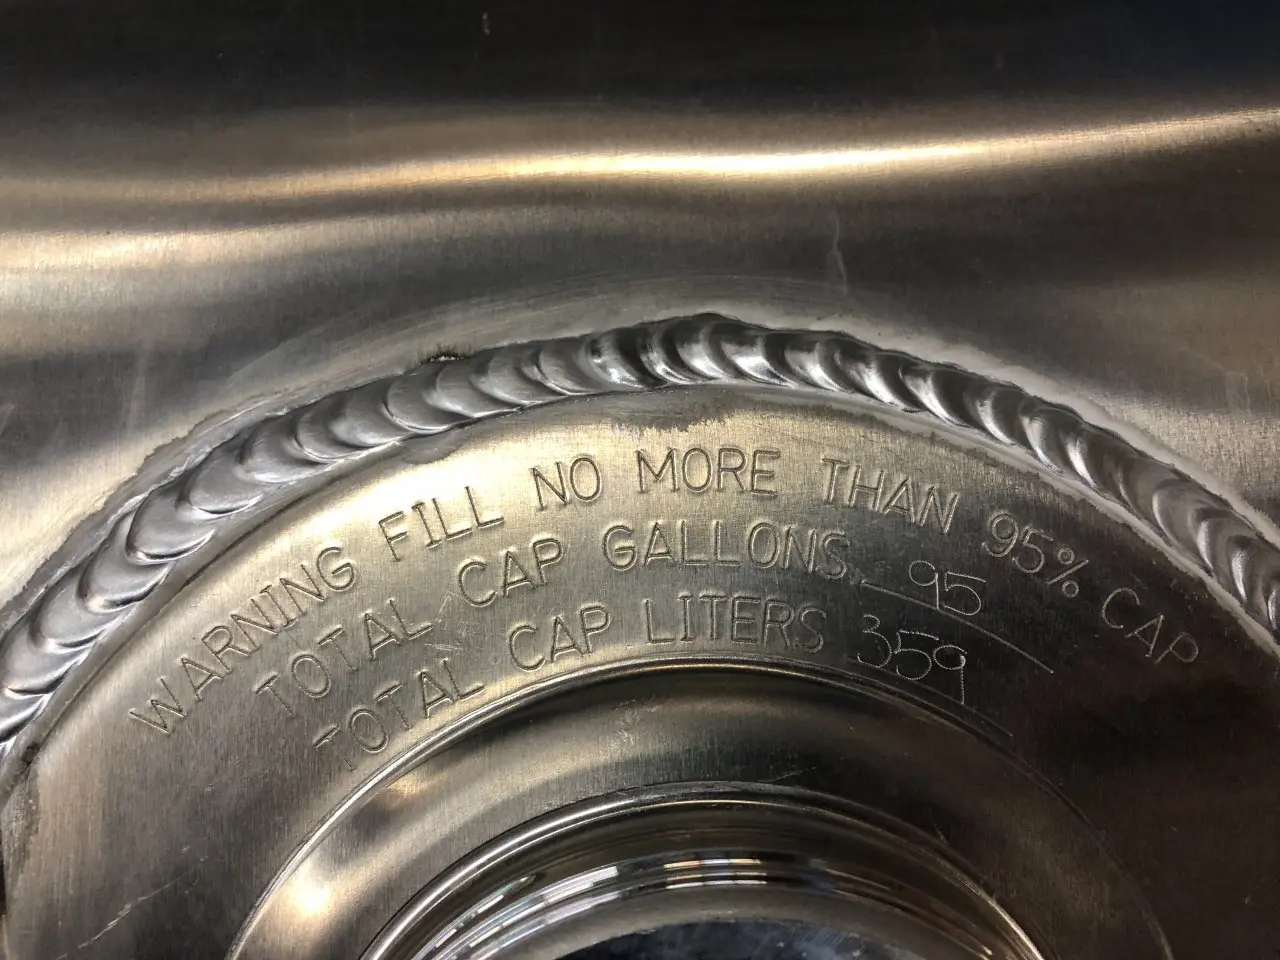 WARNING FILL NO MORE THAN 95% CAP
TOTAL CAP GALLONS 95
TOTAL CAP LITERS 359